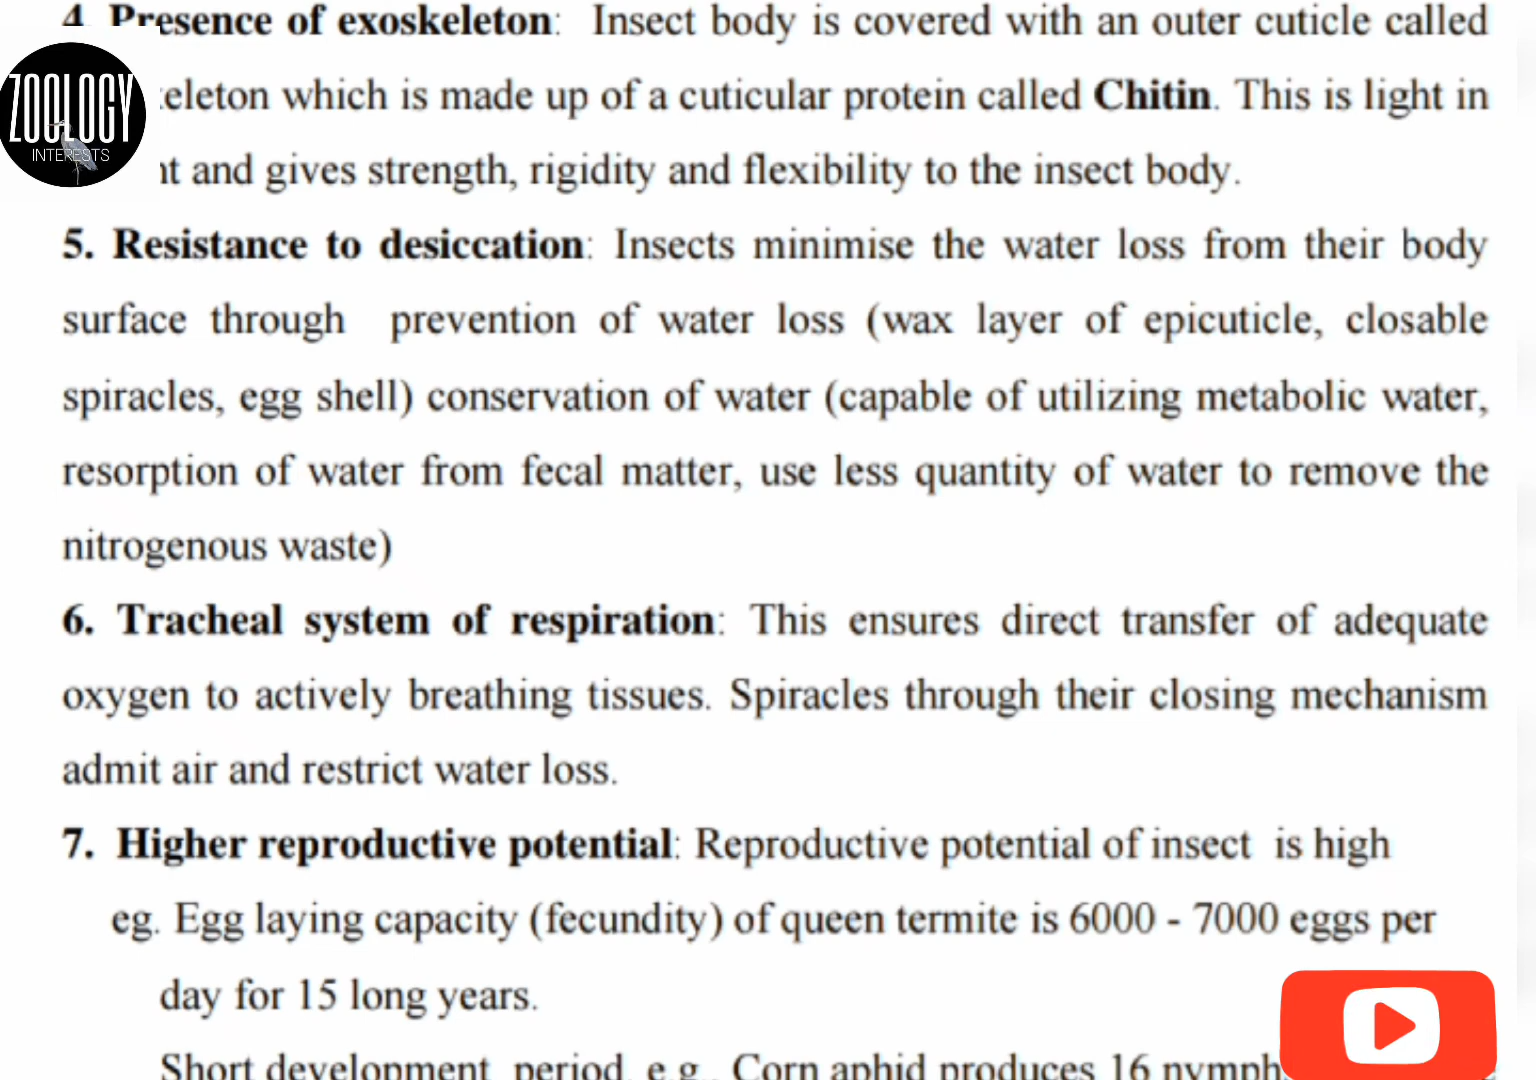 4. Presence of exoskeleton: Insect body is covered with an outer cuticle called
ZOOLOGY
INTERESTS
eleton which is made up of a cuticular protein called Chitin. This is light in
nt and gives strength, rigidity and flexibility to the insect body.
5. Resistance to desiccation: Insects minimise the water loss from their body
surface through prevention of water loss (wax layer of epicuticle, closable
spiracles, egg shell) conservation of water (capable of utilizing metabolic water,
resorption of water from fecal matter, use less quantity of water to remove the
nitrogenous waste)
6. Tracheal system of respiration: This ensures direct transfer of adequate
oxygen to actively breathing tissues. Spiracles through their closing mechanism
admit air and restrict water loss.
7. Higher reproductive potential: Reproductive potential of insect is high
eg. Egg laying capacity (fecundity) of queen termite is 6000 - 7000 eggs per
day for 15 long years.
Short development period. e.g., Corn aphid produces 16 nymph